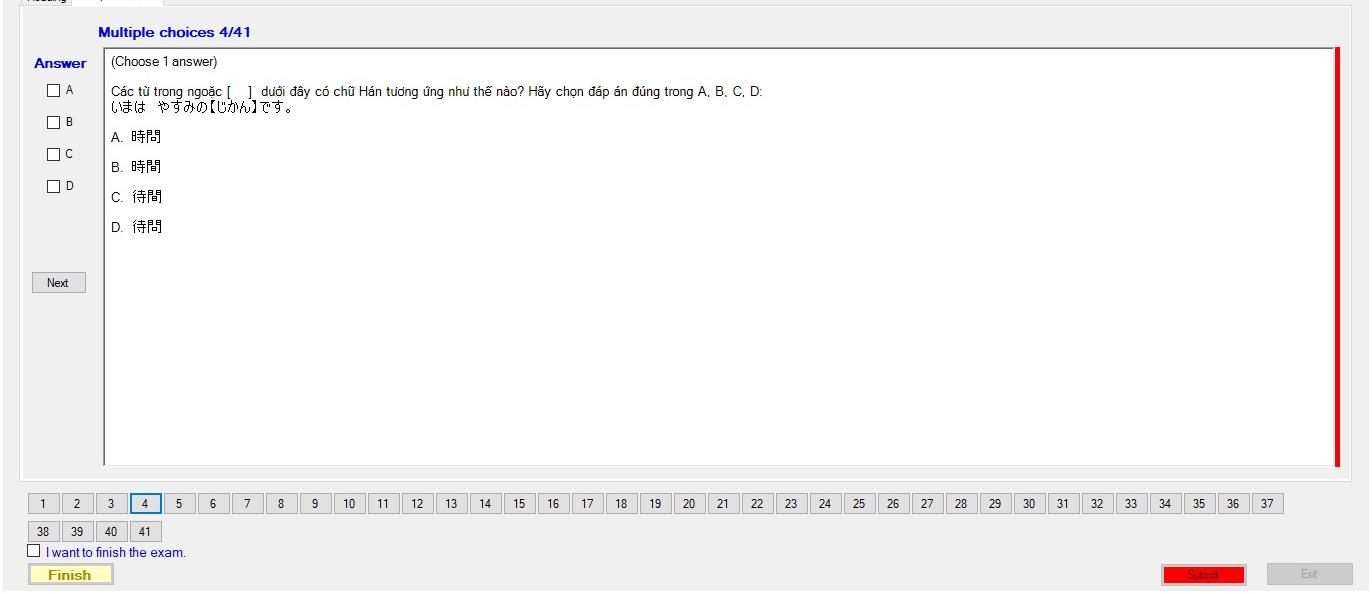 Multiple choices 4/41
Answer
A
B
C
D
Next
(Choose 1 answer)
Các từ trong ngoặc [   ]  dưới đây có chữ Hán tương ứng như thế nào? Hãy chọn đáp án đúng trong A, B, C, D:
いまは　やすみの【じかん】です。
A. 時問
B. 時間
C. 待間
D. 待問
1 2 3 4 5 6 7 8 9 10 11 12 13 14 15 16 17 18 19 20 21 22 23 24 25 26 27 28 29 30 31 32 33 34 35 36 37
38 39 40 41
I want to finish the exam.
Finish
Submit
Exit